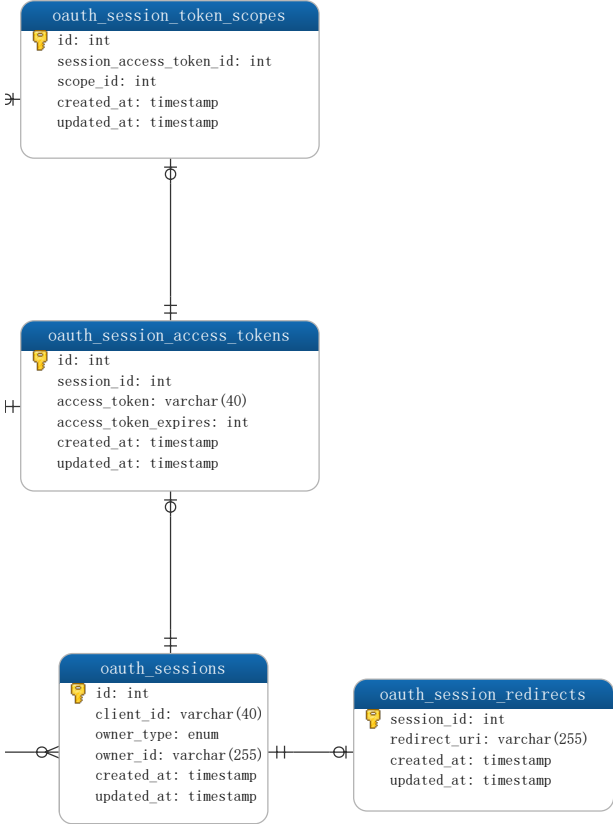 oauth_session_token_scopes
id: int
session_access_token_id: int
scope_id: int
created_at: timestamp
updated_at: timestamp
oauth_session_access_tokens
id: int
session_id: int
access_token: varchar(40)
access_token_expires: int
created_at: timestamp
updated_at: timestamp
oauth_sessions
id: int
client_id: varchar(40)
owner_type: enum
owner_id: varchar(255)
created_at: timestamp
updated_at: timestamp
oauth_session_redirects
session_id: int
redirect_uri: varchar(255)
created_at: timestamp
updated_at: timestamp